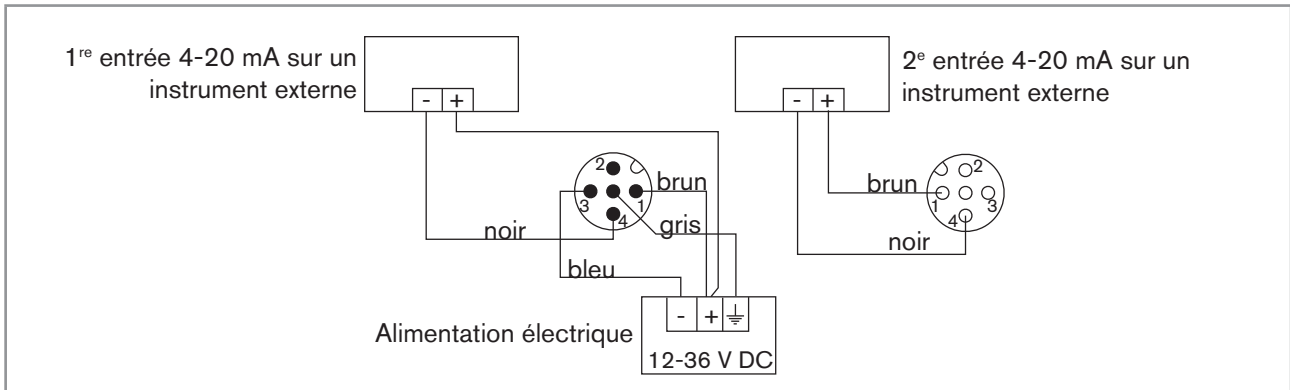 1re entrée 4-20 mA sur un
instrument externe
- +
2e entrée 4-20 mA sur un
instrument externe
- +
2
3
1
4
brun
gris
noir
bleu
brun
noir
2
1
3
4
Alimentation électrique
- +
12-36 V DC